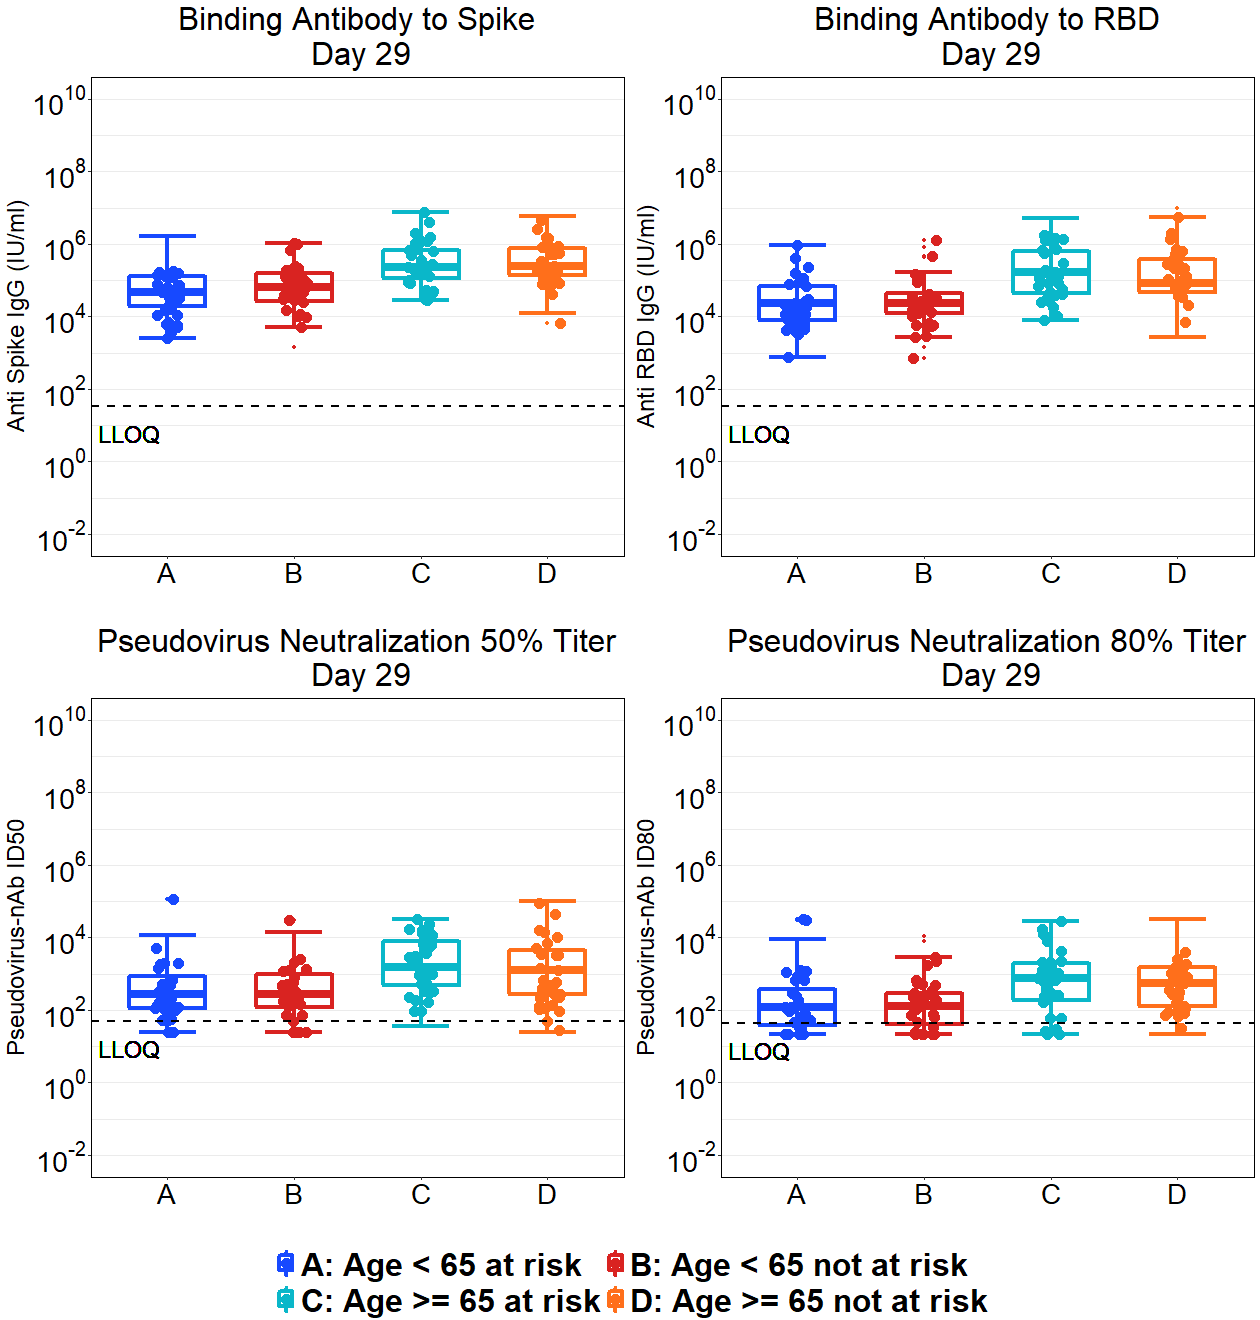 Binding Antibody to Spike
Day 29
Anti Spike IgG (IU/ml)
10^10
10^8
10^6
10^4
10^2
10^0
10^-2
LLOQ
A B C D
Binding Antibody to RBD
Day 29
Anti RBD IgG (IU/ml)
10^10
10^8
10^6
10^4
10^2
10^0
10^-2
LLOQ
A B C D
Pseudovirus Neutralization 50% Titer
Day 29
Pseudovirus-nAb ID50
10^10
10^8
10^6
10^4
10^2
10^0
10^-2
LLOQ
A B C D
Pseudovirus Neutralization 80% Titer
Day 29
Pseudovirus-nAb ID80
10^10
10^8
10^6
10^4
10^2
10^0
10^-2
LLOQ
A B C D
A: Age < 65 at risk B: Age < 65 not at risk
C: Age >= 65 at risk D: Age >= 65 not at risk